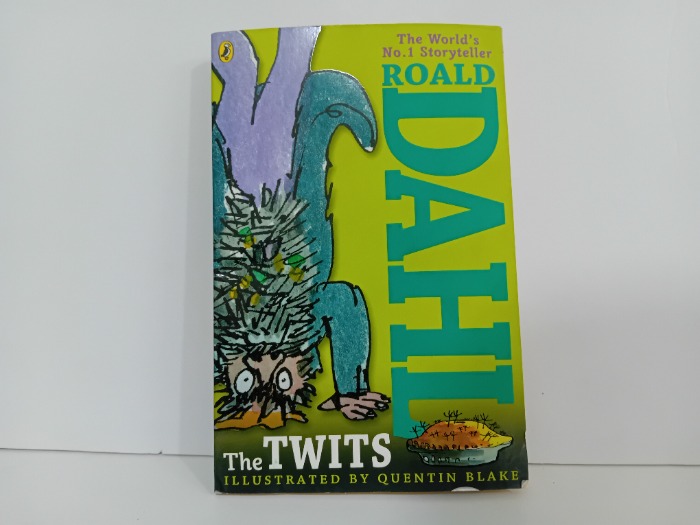 The World's
No.1 Storyteller
ROALD
DAHL
The TWITS
ILLUSTRATED BY QUENTIN BLAKE